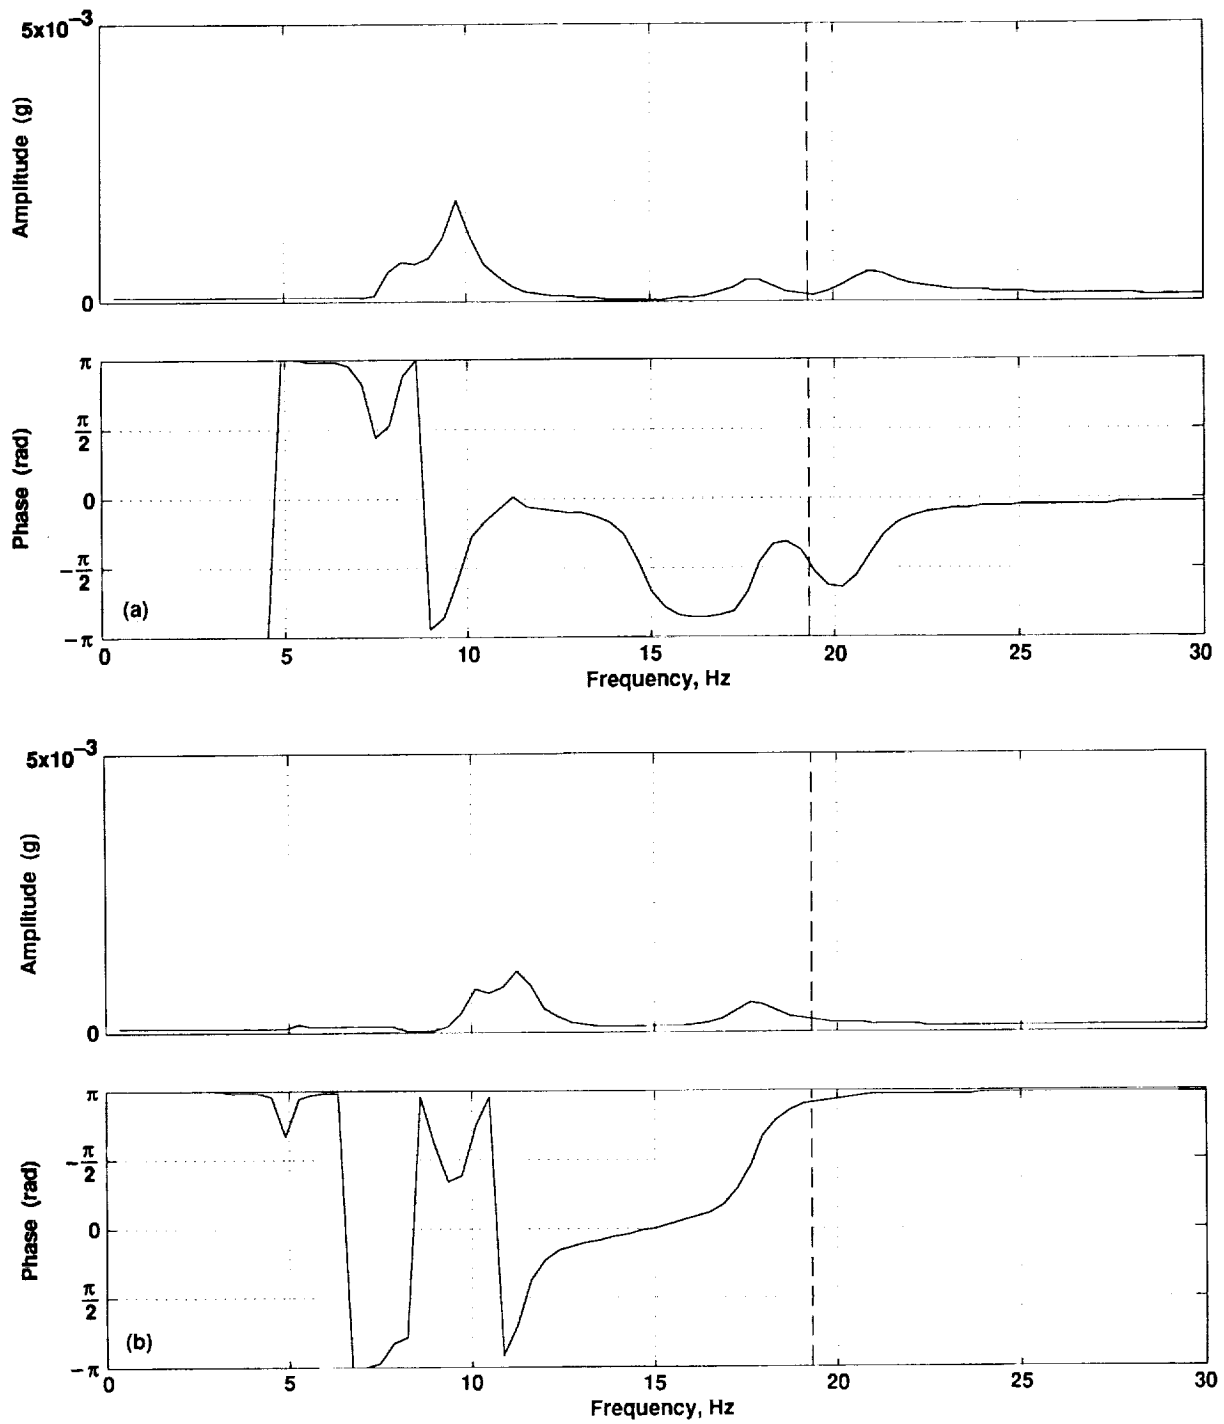 5x10⁻³
Amplitude (g)
0
π
π/2
0
−π/2
−π
Phase (rad)
(a)
0 5 10 15 20 25 30
Frequency, Hz
5x10⁻³
Amplitude (g)
0
π
−π/2
0
π/2
−π
Phase (rad)
(b)
0 5 10 15 20 25 30
Frequency, Hz